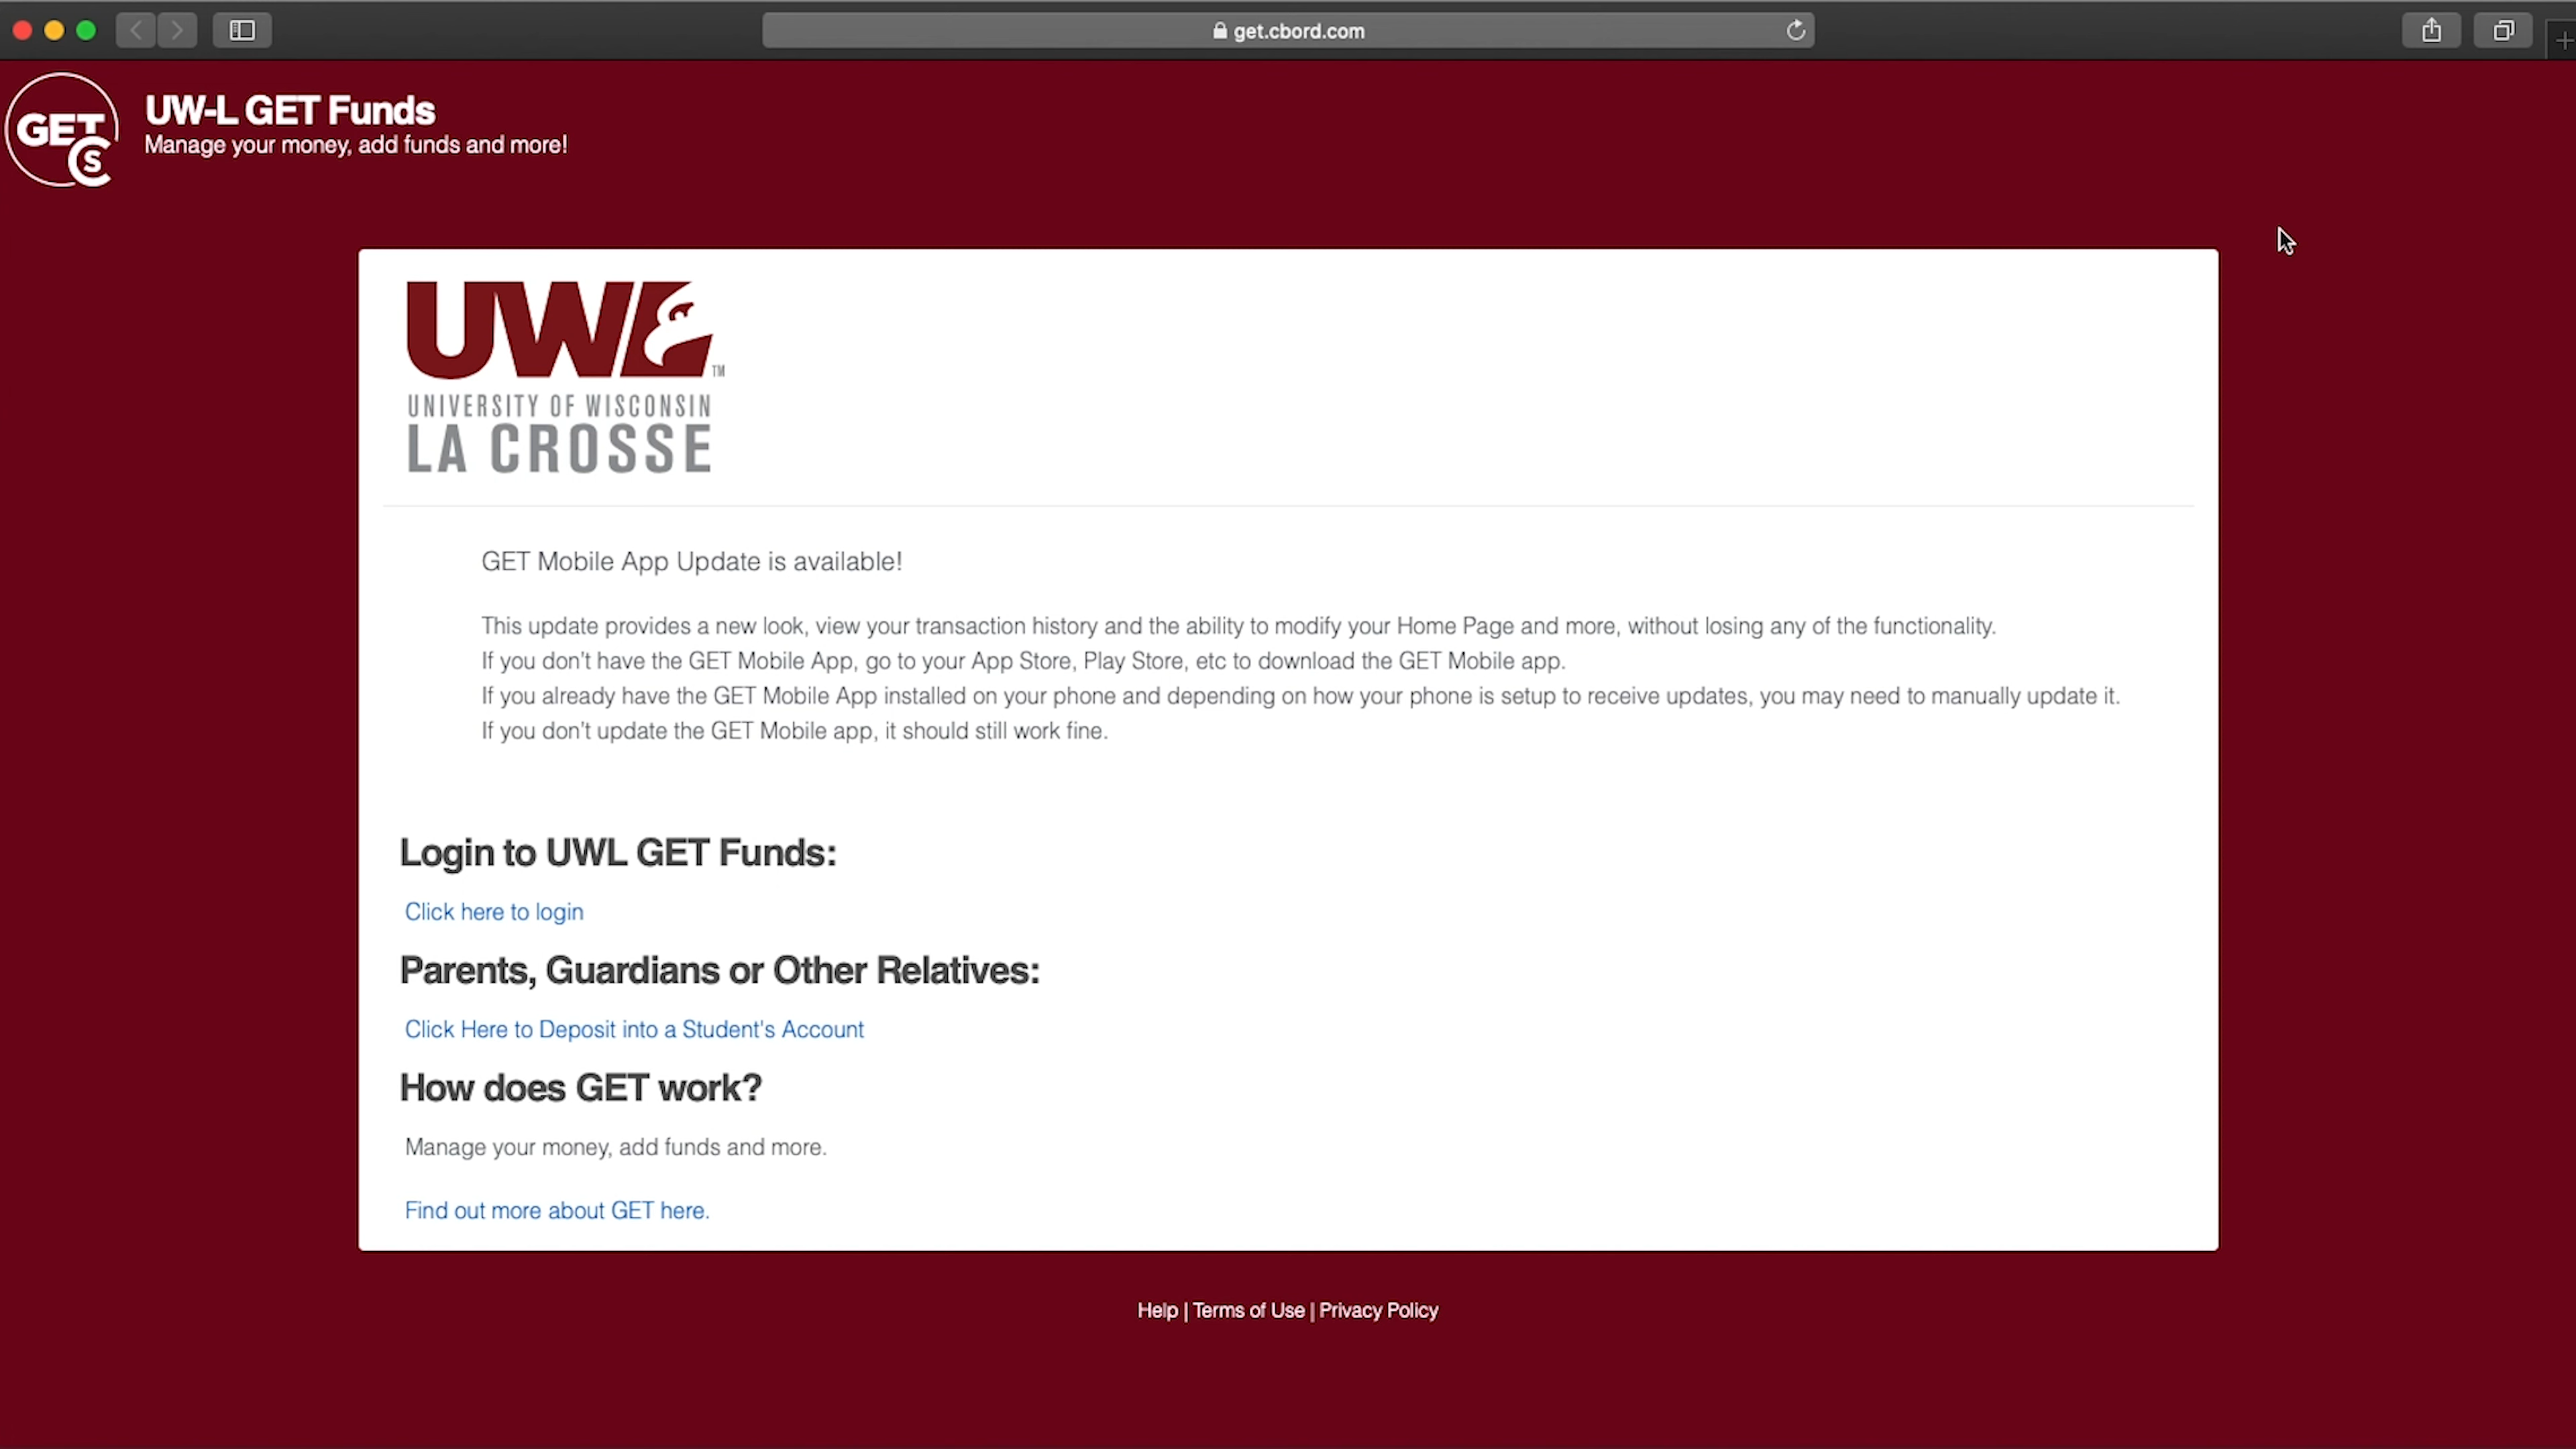 get.cbord.com
GET
CS
UW-L GET Funds
Manage your money, add funds and more!
UWL
TM
UNIVERSITY OF WISCONSIN
LA CROSSE
GET Mobile App Update is available!
This update provides a new look, view your transaction history and the ability to modify your Home Page and more, without losing any of the functionality.
If you don't have the GET Mobile App, go to your App Store, Play Store, etc to download the GET Mobile app.
If you already have the GET Mobile App installed on your phone and depending on how your phone is setup to receive updates, you may need to manually update it.
If you don't update the GET Mobile app, it should still work fine.
Login to UWL GET Funds:
Click here to login
Parents, Guardians or Other Relatives:
Click Here to Deposit into a Student's Account
How does GET work?
Manage your money, add funds and more.
Find out more about GET here.
Help | Terms of Use | Privacy Policy